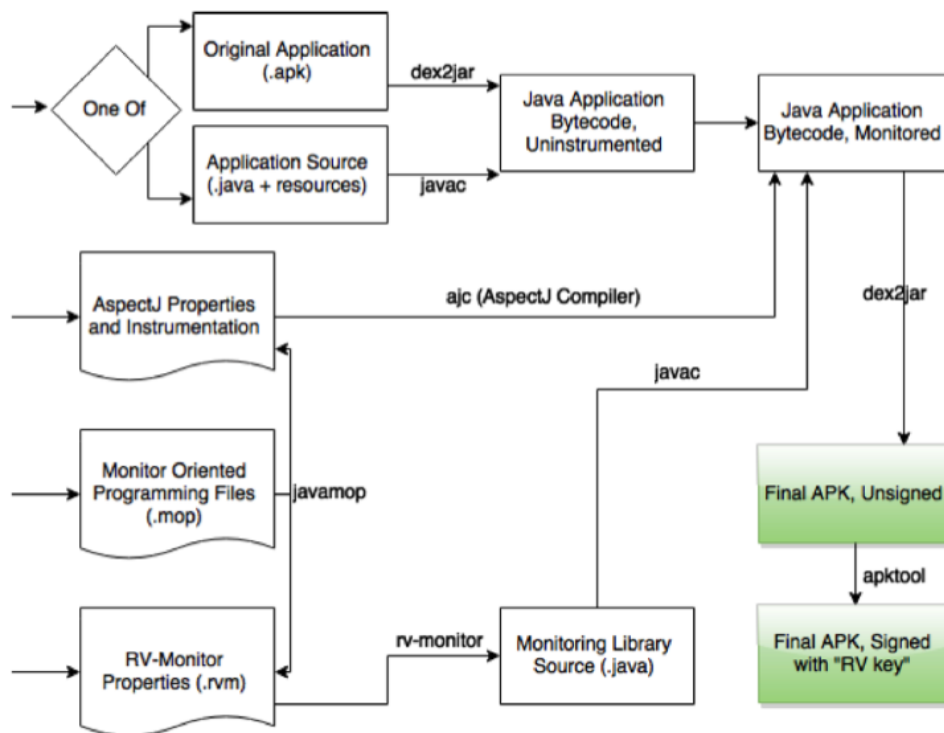 One Of
Original Application
(.apk)
dex2jar
Application Source
(.java + resources)
javac
Java Application
Bytecode,
Uninstrumented
Java Application
Bytecode, Monitored
AspectJ Properties
and Instrumentation
ajc (AspectJ Compiler)
dex2jar
javac
Monitor Oriented
Programming Files
(.mop)
javamop
Final APK, Unsigned
apktool
RV-Monitor
Properties (.rvm)
rv-monitor
Monitoring Library
Source (.java)
Final APK, Signed
with "RV key"